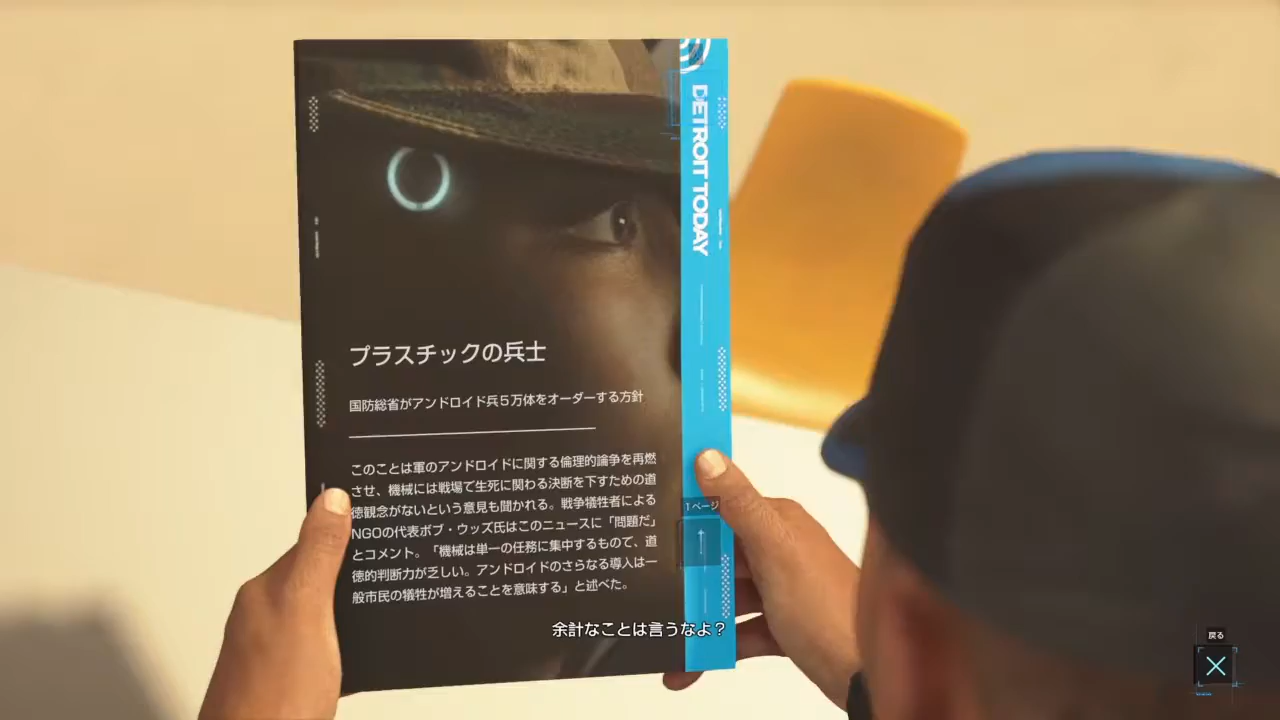 DETROIT TODAY
プラスチックの兵士
国防総省がアンドロイド兵５万体をオーダーする方針
このことは軍のアンドロイドに関する倫理的論争を再燃
させ、機械には戦場で生死に関わる決断を下すための道
徳観念がないという意見も聞かれる。戦争犠牲者による
NGOの代表ボブ・ウッズ氏はこのニュースに「問題だ」
とコメント。「機械は単一の任務に集中するもので、道
徳的判断力が乏しい。アンドロイドのさらなる導入は一
般市民の犠牲が増えることを意味する」と述べた。
1ページ
余計なことは言うなよ？
戻る